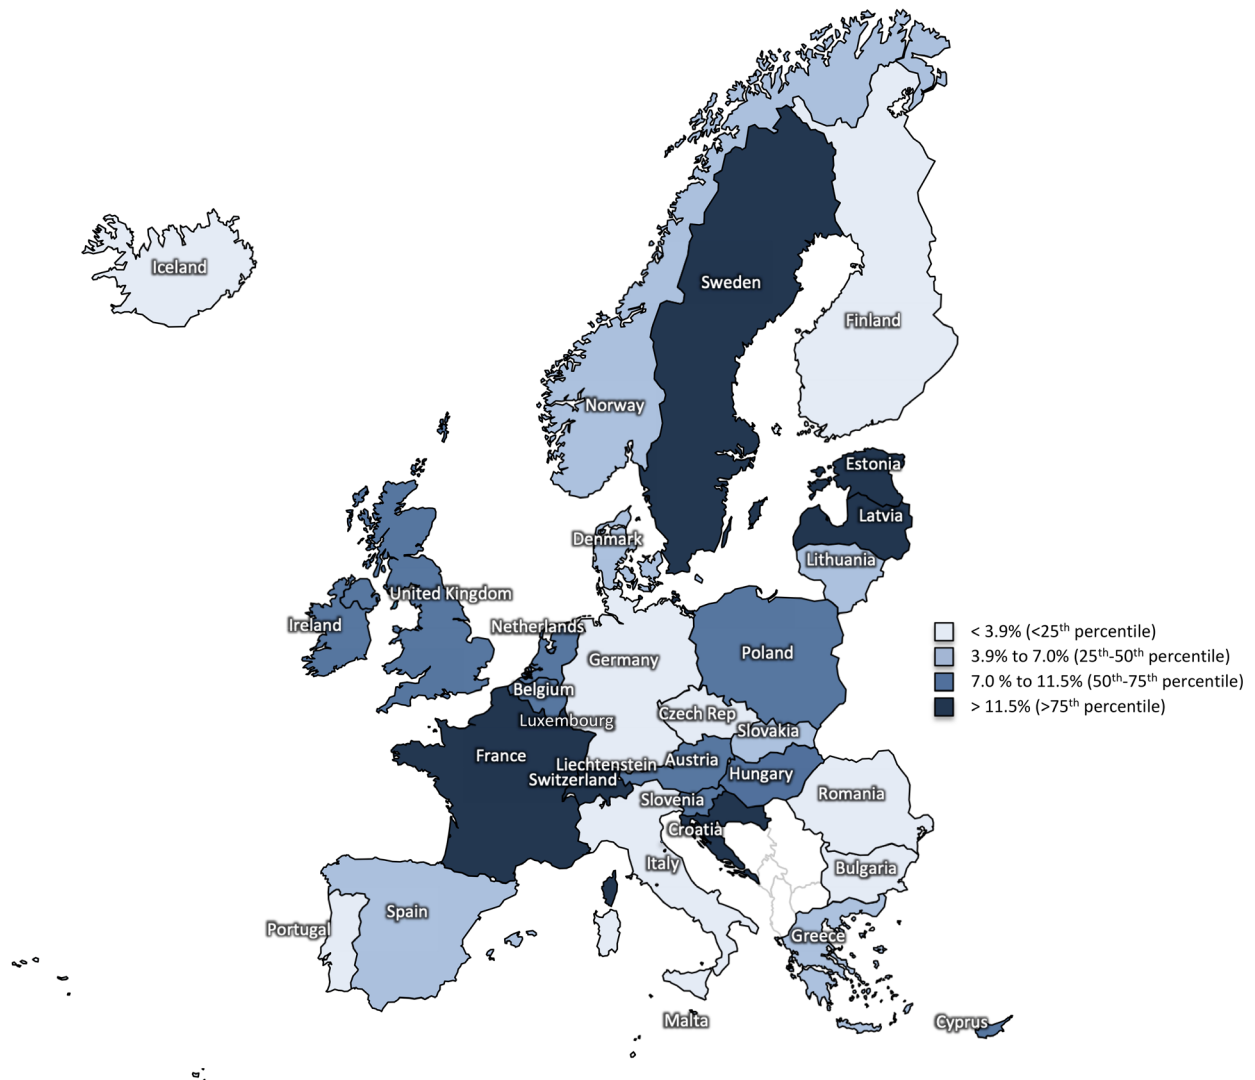 Iceland
Sweden
Finland
Norway
Estonia
Latvia
Denmark
Lithuania
United Kingdom
Ireland
Netherlands
< 3.9% (<25th percentile)
3.9% to 7.0% (25th-50th percentile)
7.0 % to 11.5% (50th-75th percentile)
> 11.5% (>75th percentile)
Germany
Poland
Belgium
Luxembourg
Czech Rep
Slovakia
France
Liechtenstein
Austria
Switzerland
Hungary
Slovenia
Romania
Croatia
Italy
Bulgaria
Spain
Portugal
Greece
Malta
Cyprus